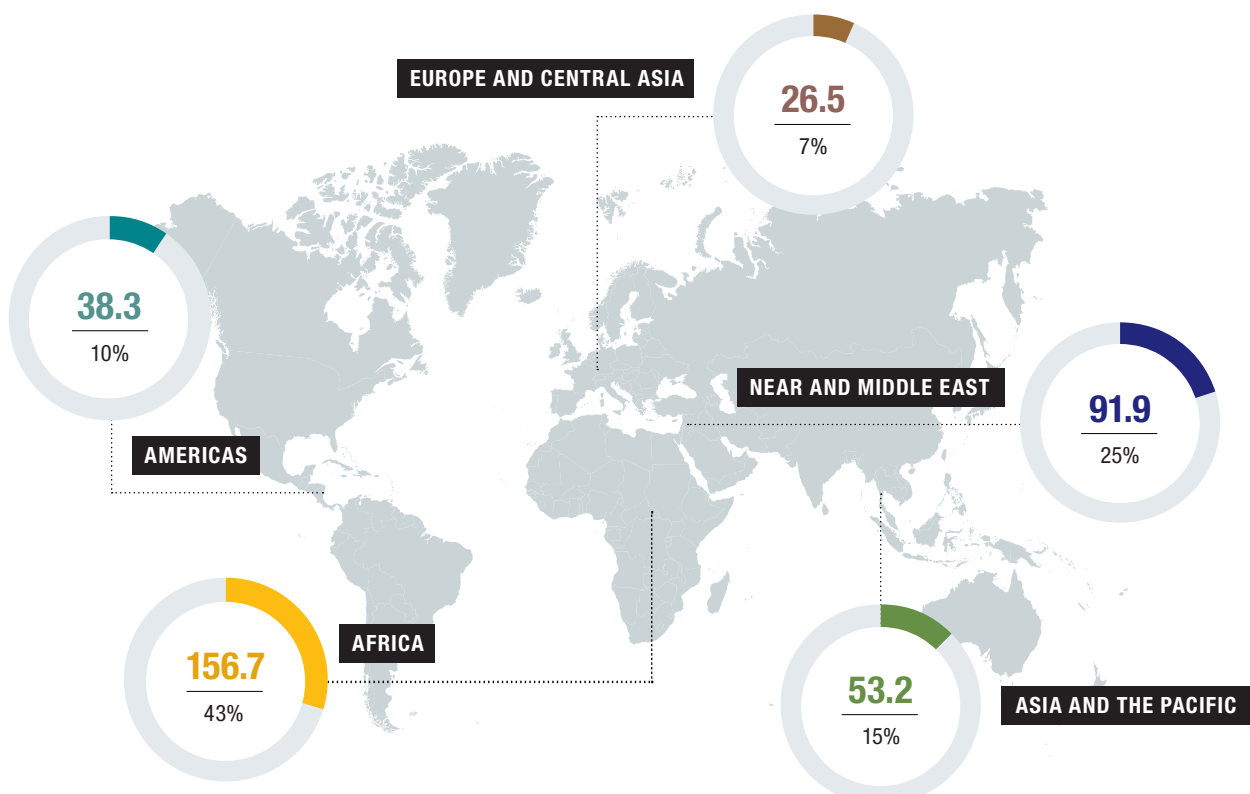 EUROPE AND CENTRAL ASIA
26.5
7%
38.3
10%
AMERICAS
NEAR AND MIDDLE EAST
91.9
25%
156.7
43%
AFRICA
53.2
15%
ASIA AND THE PACIFIC